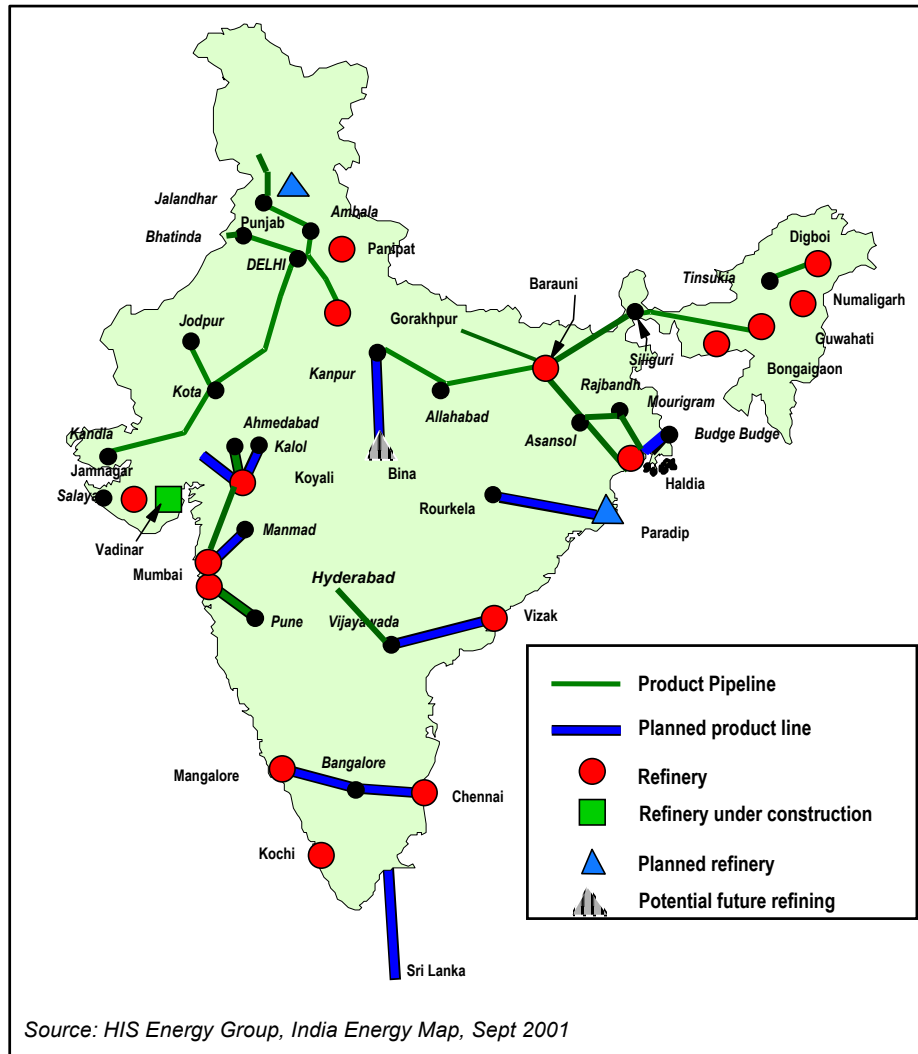 Jalandhar
Punjab
Ambala
Bhatinda
Panipat
DELHI
Digboi
Tinsukia
Barauni
Numaligarh
Gorakhpur
Jodpur
Siliguri
Guwahati
Kanpur
Bongaigaon
Rajbandh
Kota
Allahabad
Mourigram
Ahmedabad
Asansol
Budge Budge
Kandla
Kalol
Jamnagar
Koyali
Bina
Haldia
Salaya
Rourkela
Manmad
Paradip
Vadinar
Mumbai
Hyderabad
Pune
Vijayawada
Vizak
Product Pipeline
Planned product line
Mangalore
Bangalore
Refinery
Chennai
Refinery under construction
Kochi
Planned refinery
Potential future refining
Sri Lanka
Source: HIS Energy Group, India Energy Map, Sept 2001